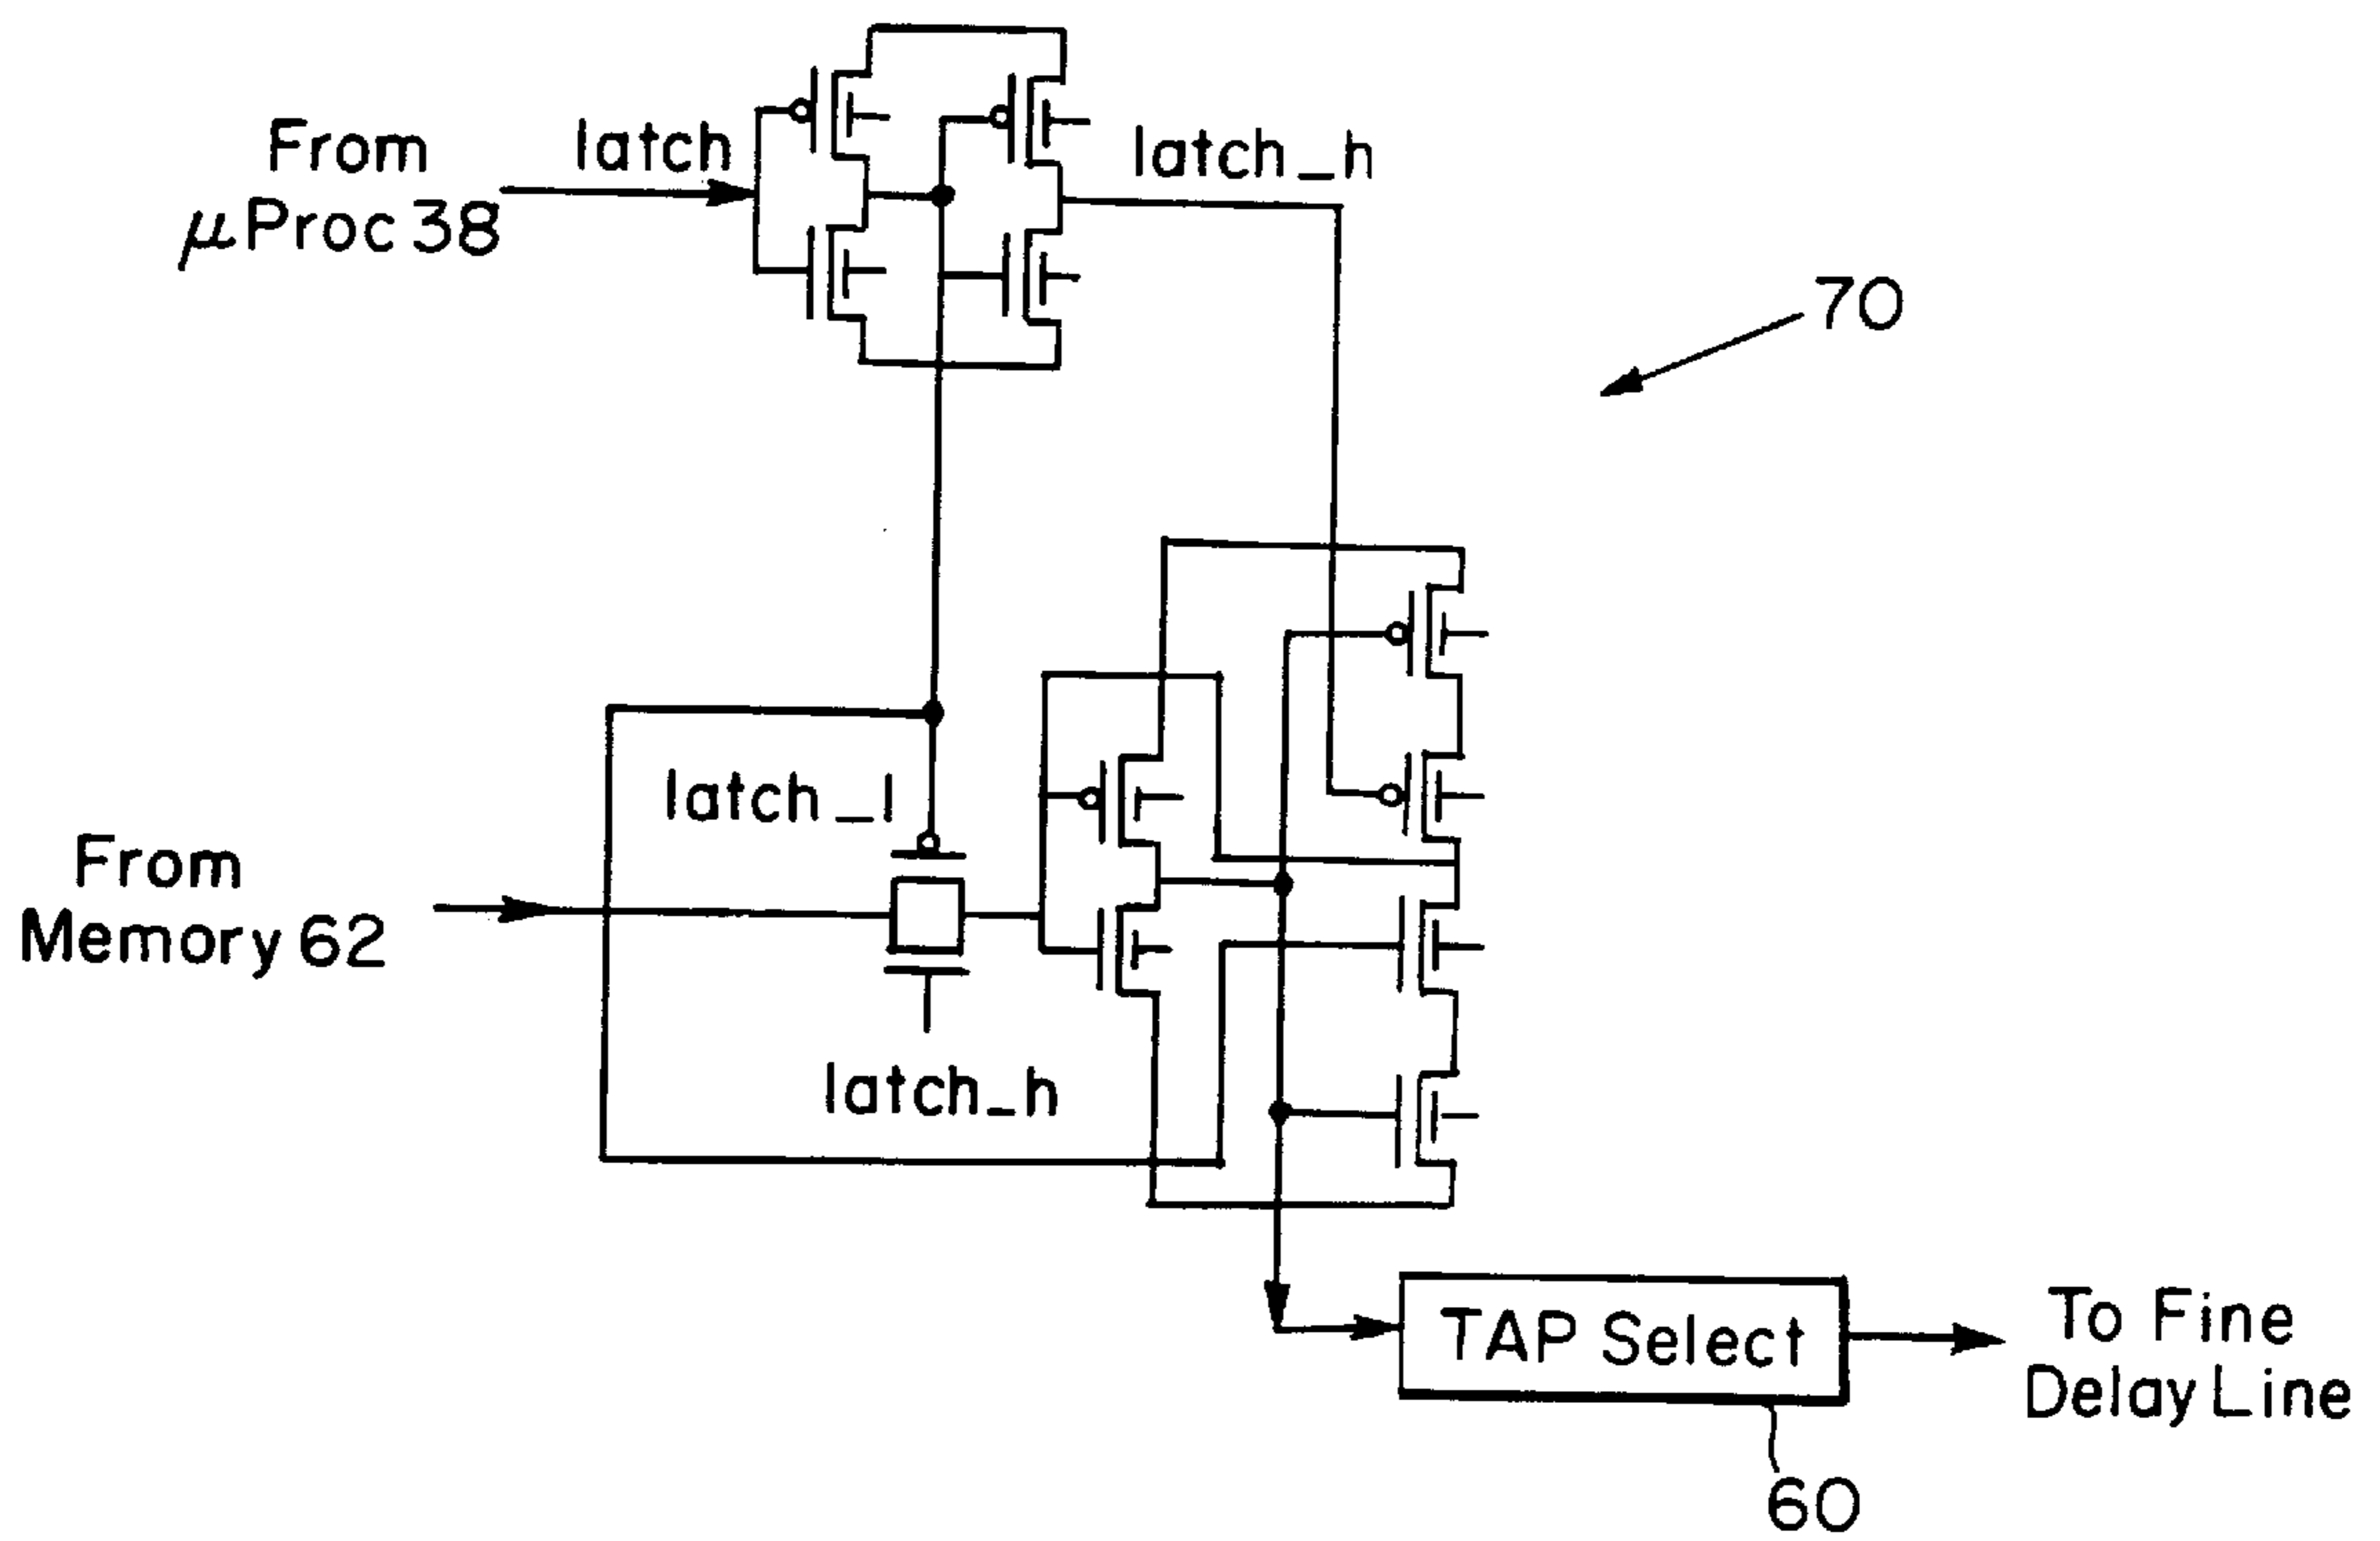 From
μProc 38
latch
latch_h
70
latch_l
From
Memory 62
latch_h
TAP Select
To Fine
Delay Line
60